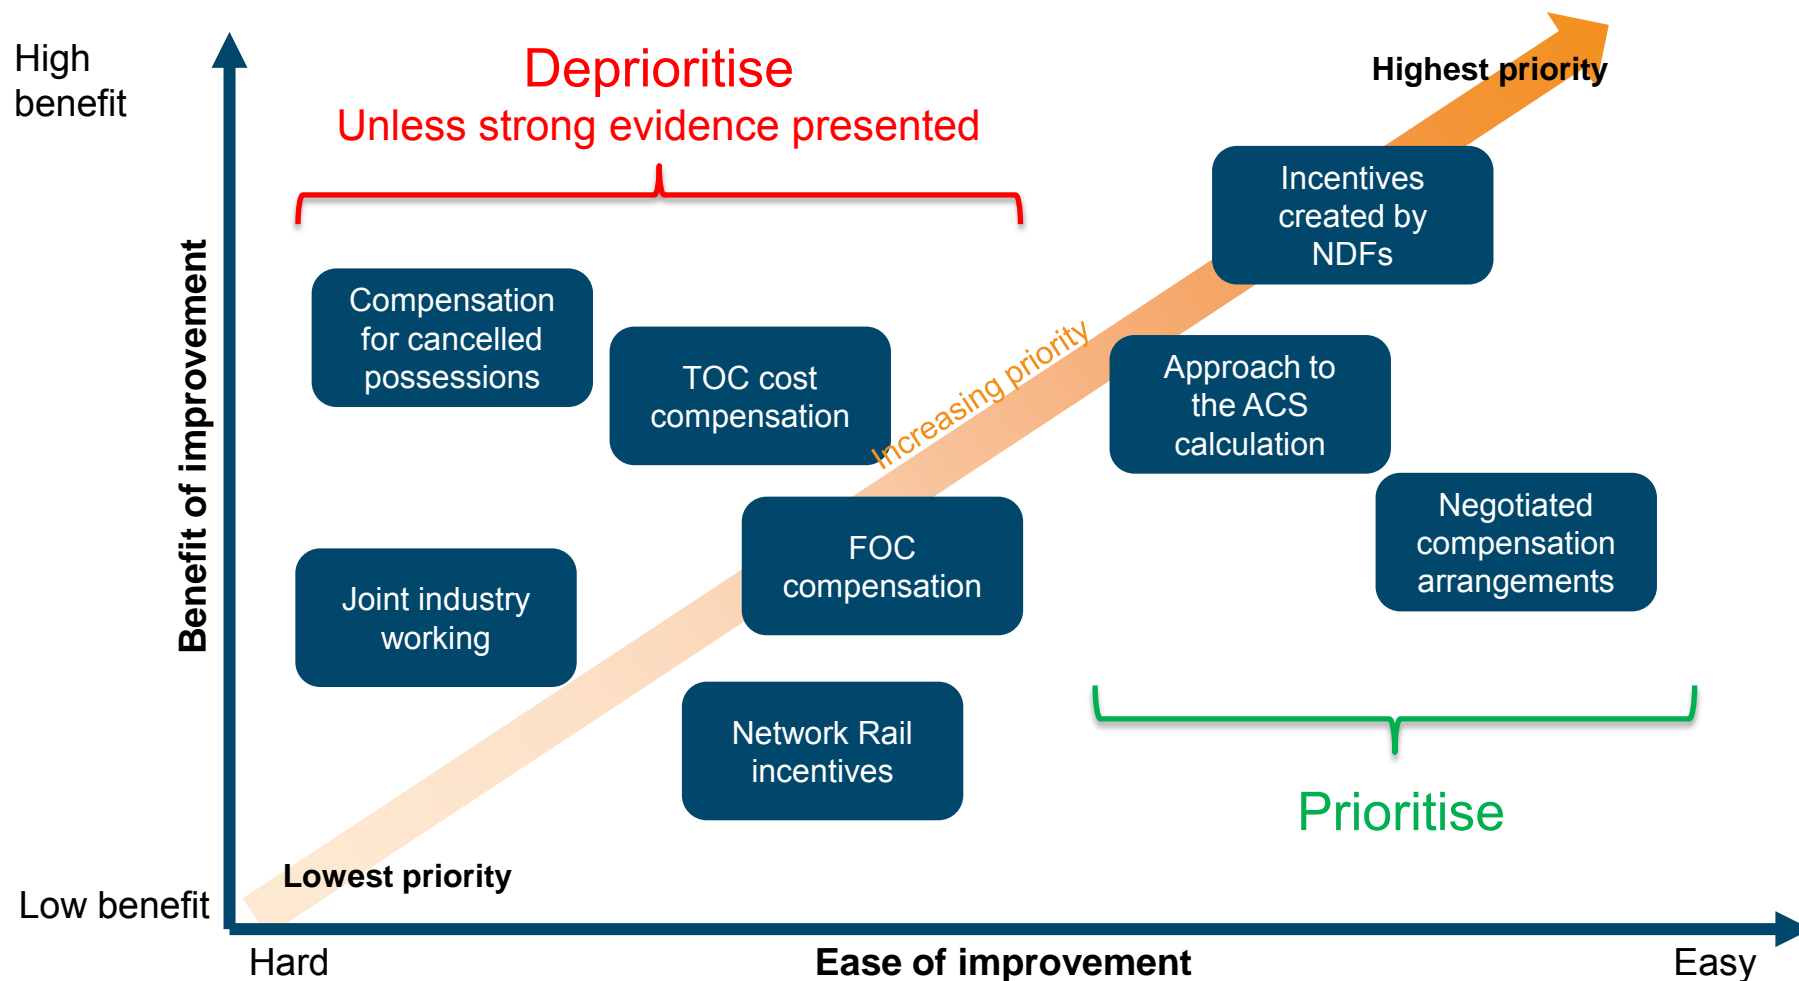 High
benefit
Deprioritise
Unless strong evidence presented
Highest priority
Incentives
created by
NDFs
Compensation
for cancelled
possessions
TOC cost
compensation
Increasing priority
Approach to
the ACS
calculation
Benefit of improvement
Negotiated
compensation
arrangements
FOC
compensation
Joint industry
working
Network Rail
incentives
Prioritise
Lowest priority
Low benefit
Hard
Ease of improvement
Easy